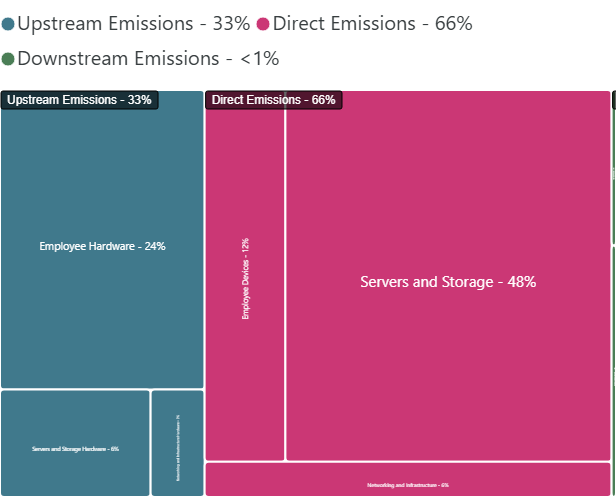 Upstream Emissions - 33% Direct Emissions - 66%
Downstream Emissions - <1%
Upstream Emissions - 33%
Direct Emissions - 66%
Employee Hardware - 24%
Employee Devices - 12%
Servers and Storage - 48%
Servers and Storage Hardware - 6%
Networking and Infrastructure - 6%